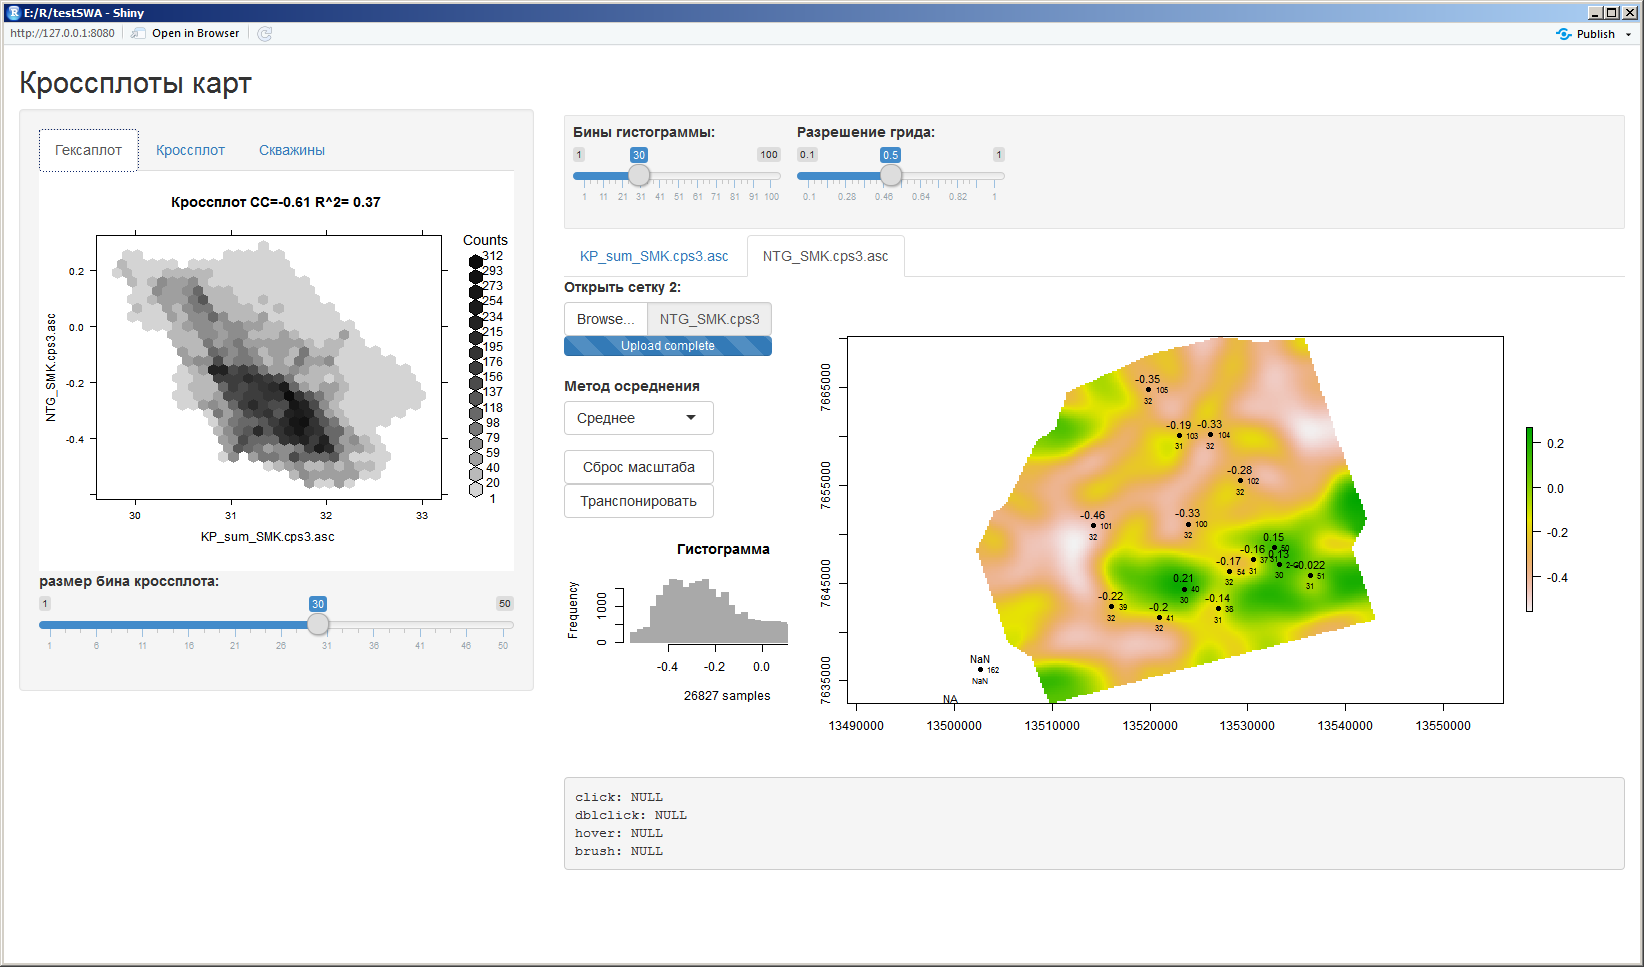 E:/R/testSWA - Shiny
http://127.0.0.1:8080
Open in Browser
Publish
Кроссплоты карт
Гексаплот
Кроссплот
Скважины
Кроссплот CC=-0.61 R^2= 0.37
Counts
312
293
273
254
234
215
195
176
156
137
118
98
79
59
40
20
1
0.2
0.0
-0.2
-0.4
NTG_SMK.cps3.asc
30 31 32 33
KP_sum_SMK.cps3.asc
размер бина кроссплота:
1 30 50
1 6 11 16 21 26 31 36 41 46 50
Бины гистограммы:
1 30 100
1 11 21 31 41 51 61 71 81 91 100
Разрешение грида:
0.1 0.5 1
0.1 0.28 0.46 0.64 0.82 1
KP_sum_SMK.cps3.asc
NTG_SMK.cps3.asc
Открыть сетку 2:
Browse...
NTG_SMK.cps3
Upload complete
Метод осреднения
Среднее
Сброс масштаба
Транспонировать
Гистограмма
Frequency
0 1000
-0.4 -0.2 0.0
26827 samples
7665000
7655000
7645000
7635000
13490000 13500000 13510000 13520000 13530000 13540000 13550000
-0.35
105
32
-0.19
103
31
-0.33
104
32
-0.28
102
32
-0.46
101
32
-0.33
100
32
0.15
50
31
-0.16
37
31
0.13
30
-0.17
54
32
-0.022
51
31
0.21
40
30
-0.22
39
32
-0.2
41
32
-0.14
38
31
NaN
162
NaN
NA
0.2
0.0
-0.2
-0.4
click: NULL
dblclick: NULL
hover: NULL
brush: NULL